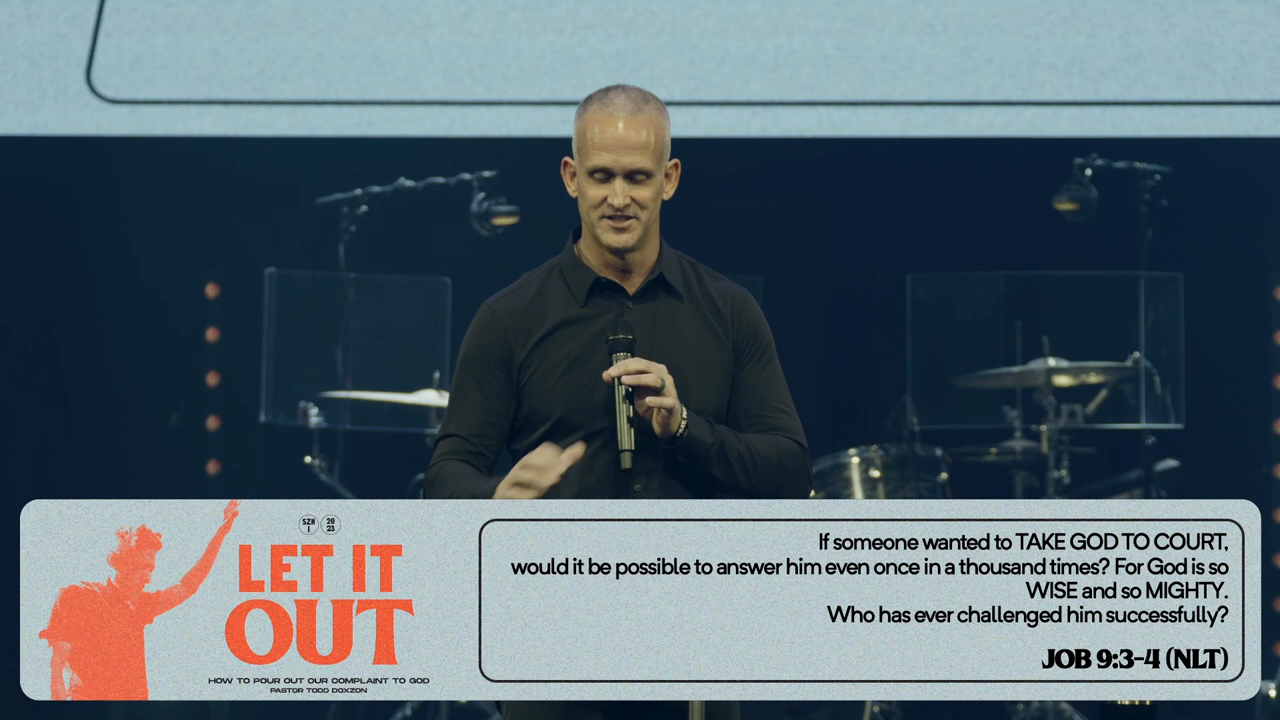 SZN I
20 23
LET IT
OUT
HOW TO POUR OUT OUR COMPLAINT TO GOD
PASTOR TODD DOXZON
If someone wanted to TAKE GOD TO COURT,
would it be possible to answer him even once in a thousand times? For God is so
WISE and so MIGHTY.
Who has ever challenged him successfully?
JOB 9:3-4 (NLT)